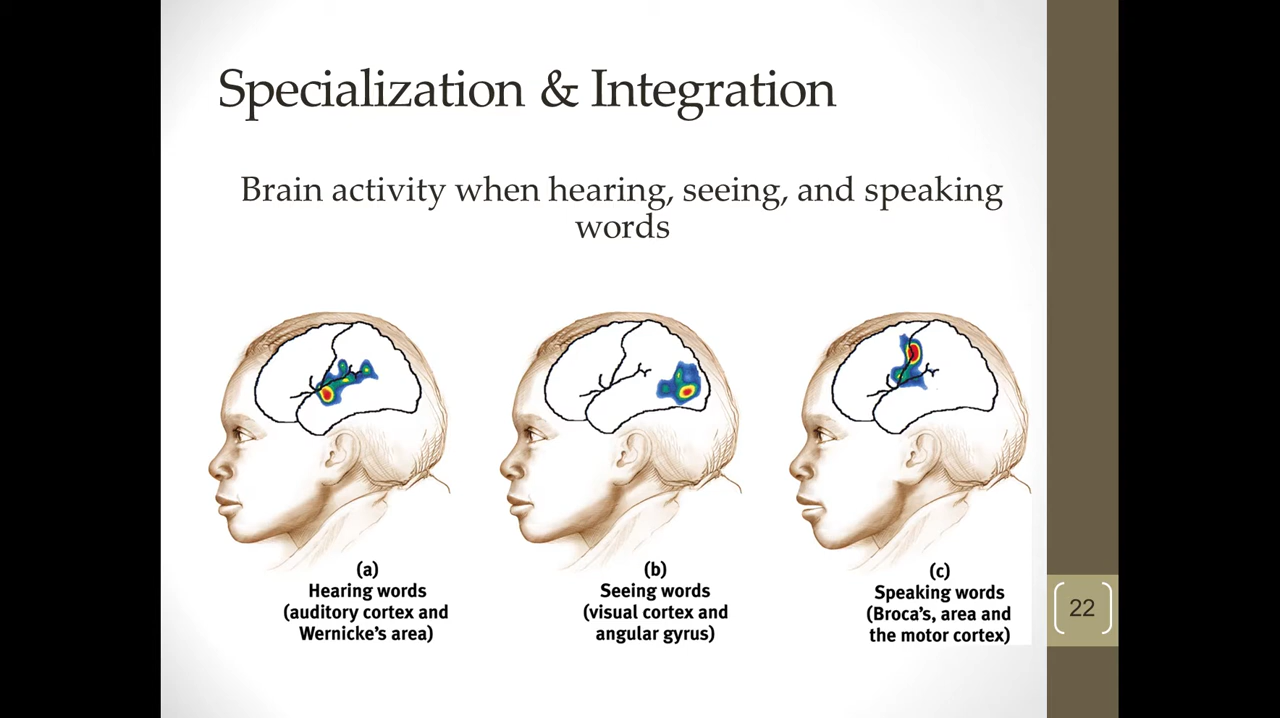 Specialization & Integration
Brain activity when hearing, seeing, and speaking
words
(a)
Hearing words
(auditory cortex and
Wernicke's area)
(b)
Seeing words
(visual cortex and
angular gyrus)
(c)
Speaking words
(Broca's, area and
the motor cortex)
22